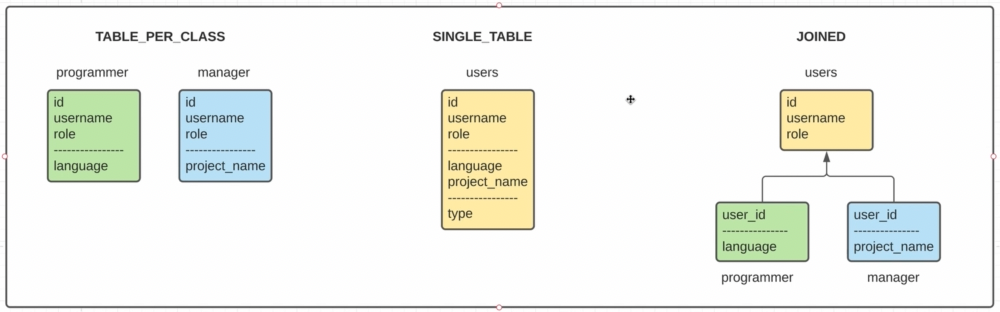 TABLE_PER_CLASS
programmer
id
username
role
----------------
language
manager
id
username
role
----------------
project_name
SINGLE_TABLE
users
id
username
role
----------------
language
project_name
----------------
type
JOINED
users
id
username
role
user_id
---------------
language
programmer
user_id
---------------
project_name
manager